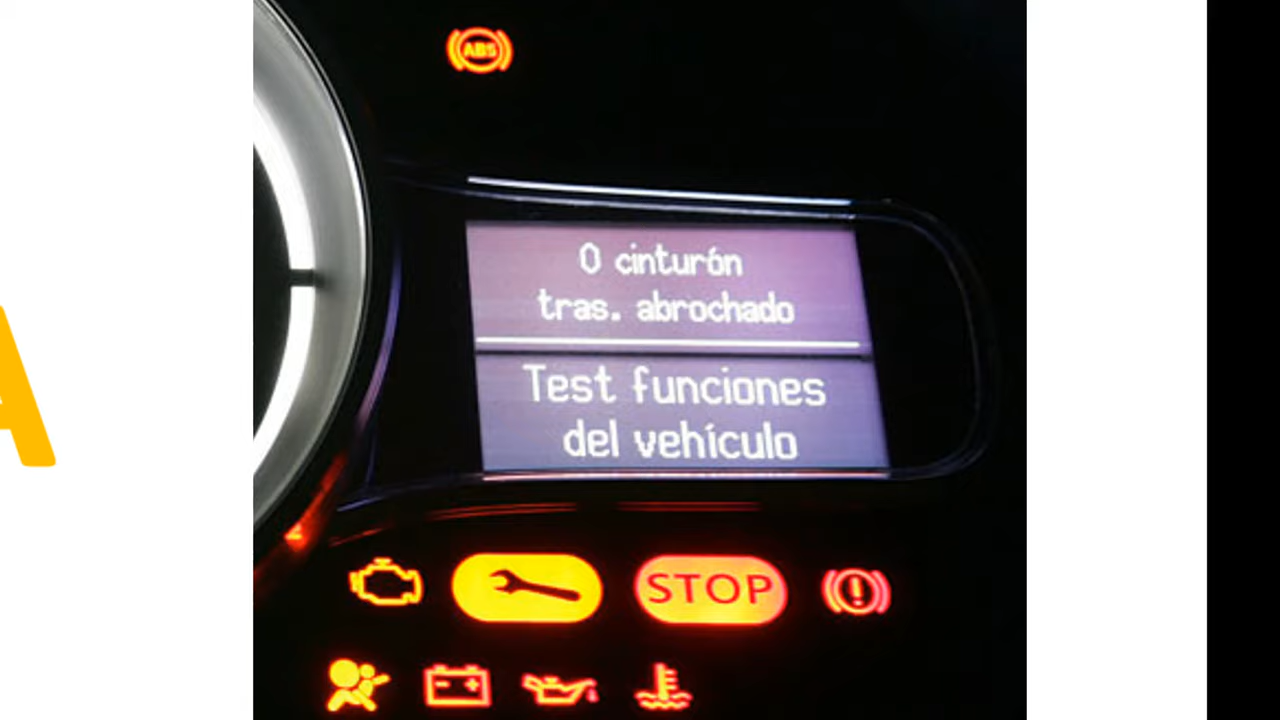 ABS
0 cinturón
tras. abrochado
Test funciones
del vehículo
STOP
A